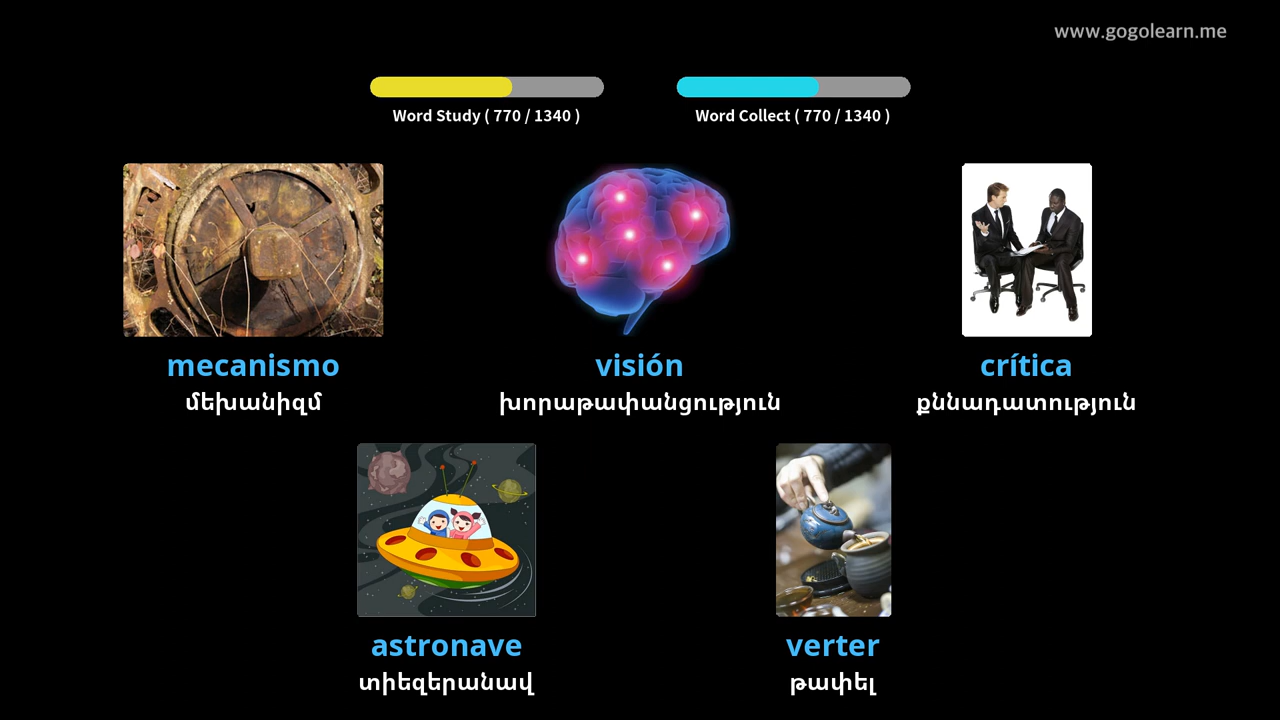 www.gogolearn.me
Word Study ( 770 / 1340 )
Word Collect ( 770 / 1340 )
mecanismo
մեխանիզմ
visión
խորաթափանցություն
crítica
քննադատություն
astronave
տիեզերանավ
verter
թափել